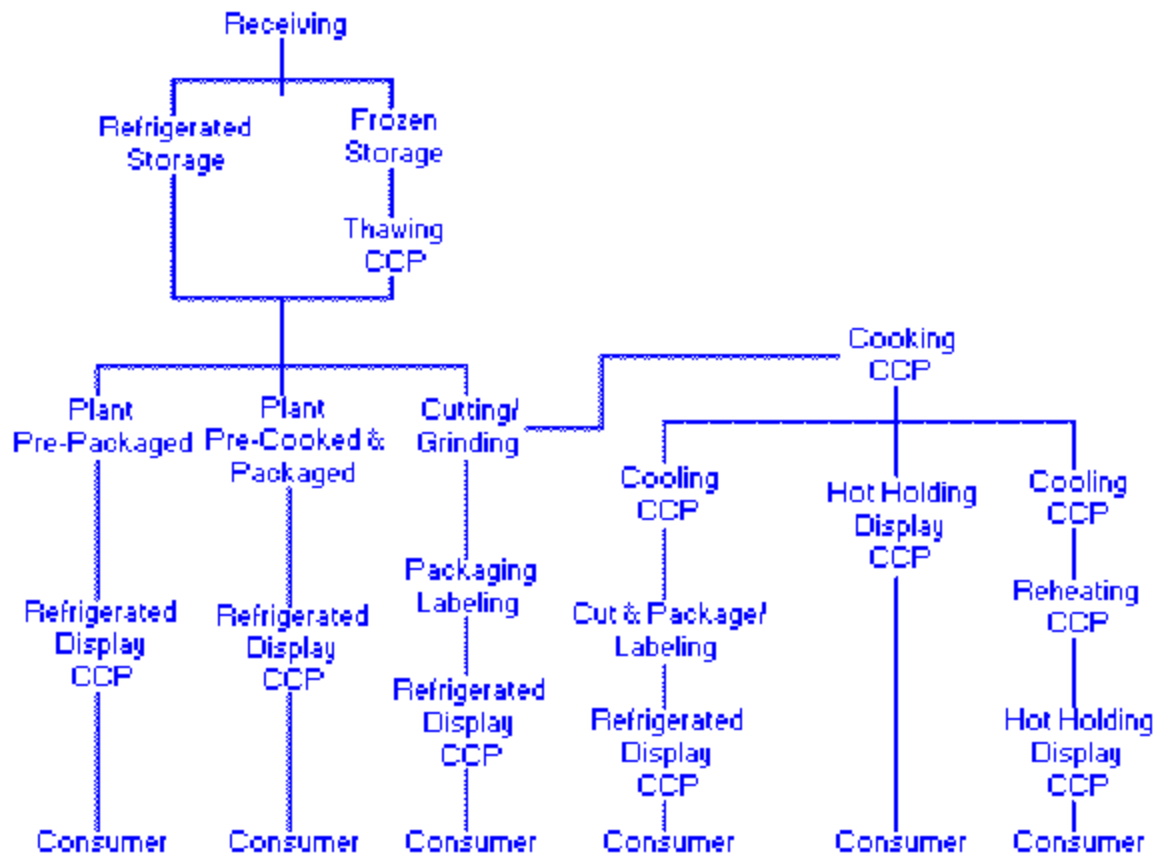 Receiving
Refrigerated
Storage
Frozen
Storage
Thawing
CCP
Cooking
CCP
Plant
Pre-Packaged
Plant
Pre-Cooked &
Packaged
Cutting/
Grinding
Cooling
CCP
Hot Holding
Display
CCP
Cooling
CCP
Packaging
Labeling
Reheating
CCP
Refrigerated
Display
CCP
Refrigerated
Display
CCP
Cut & Package/
Labeling
Refrigerated
Display
CCP
Refrigerated
Display
CCP
Hot Holding
Display
CCP
Consumer
Consumer
Consumer
Consumer
Consumer
Consumer